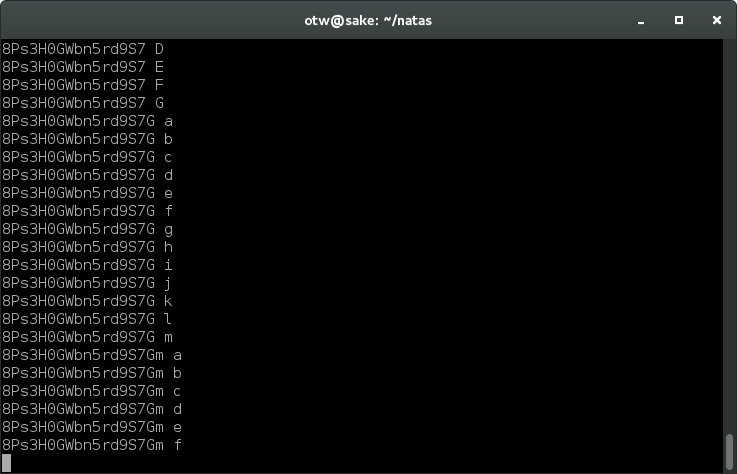 otw@sake: ~/natas
8Ps3H0GWbn5rd9S7 D
8Ps3H0GWbn5rd9S7 E
8Ps3H0GWbn5rd9S7 F
8Ps3H0GWbn5rd9S7 G
8Ps3H0GWbn5rd9S7G a
8Ps3H0GWbn5rd9S7G b
8Ps3H0GWbn5rd9S7G c
8Ps3H0GWbn5rd9S7G d
8Ps3H0GWbn5rd9S7G e
8Ps3H0GWbn5rd9S7G f
8Ps3H0GWbn5rd9S7G g
8Ps3H0GWbn5rd9S7G h
8Ps3H0GWbn5rd9S7G i
8Ps3H0GWbn5rd9S7G j
8Ps3H0GWbn5rd9S7G k
8Ps3H0GWbn5rd9S7G l
8Ps3H0GWbn5rd9S7G m
8Ps3H0GWbn5rd9S7Gm a
8Ps3H0GWbn5rd9S7Gm b
8Ps3H0GWbn5rd9S7Gm c
8Ps3H0GWbn5rd9S7Gm d
8Ps3H0GWbn5rd9S7Gm e
8Ps3H0GWbn5rd9S7Gm f